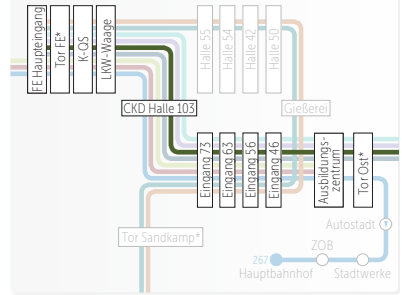 FE Haupteingang
Tor FE*
K-QS
LKW-Waage
Halle 55
Halle 54
Halle 42
Halle 50
CKD Halle 103
Gießerei
Eingang 73
Eingang 63
Eingang 56
Eingang 46
Ausbildungs-
zentrum
Tor Ost*
Tor Sandkamp*
Autostadt
T
ZOB
267
Hauptbahnhof
Stadtwerke